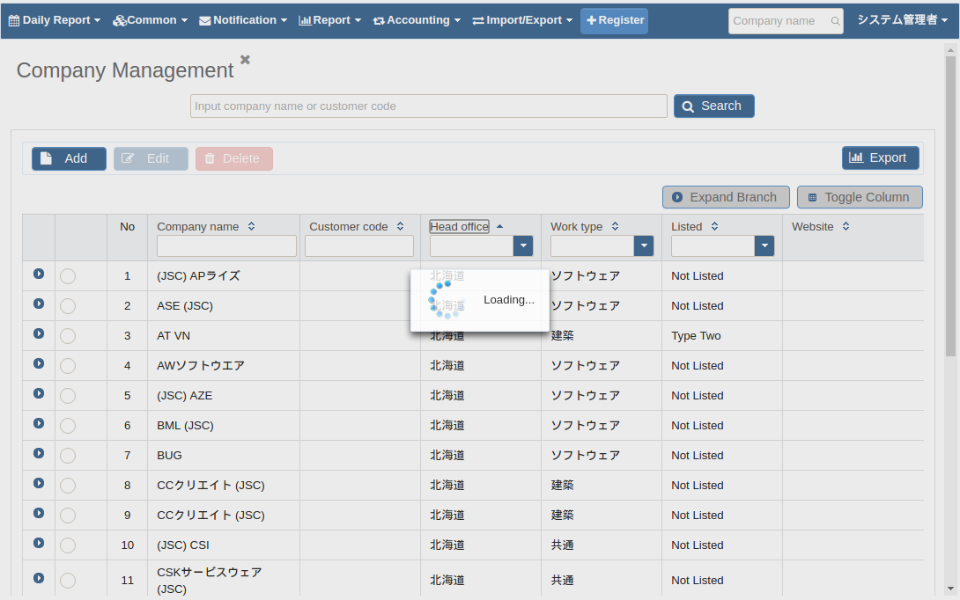 Daily Report Common Notification Report Accounting Import/Export Register Company name システム管理者
Company Management
Input company name or customer code Search
Add Edit Delete Export
Expand Branch Toggle Column
No Company name Customer code Head office Work type Listed Website
1 (JSC) APライズ 北海道 ソフトウェア Not Listed
Loading...
2 ASE (JSC) 北海道 ソフトウェア Not Listed
3 AT VN 北海道 建築 Type Two
4 AWソフトウエア 北海道 ソフトウェア Not Listed
5 (JSC) AZE 北海道 ソフトウェア Not Listed
6 BML (JSC) 北海道 ソフトウェア Not Listed
7 BUG 北海道 ソフトウェア Not Listed
8 CCクリエイト (JSC) 北海道 建築 Not Listed
9 CCクリエイト (JSC) 北海道 建築 Not Listed
10 (JSC) CSI 北海道 共通 Not Listed
11 CSKサービスウェア (JSC) 北海道 共通 Not Listed